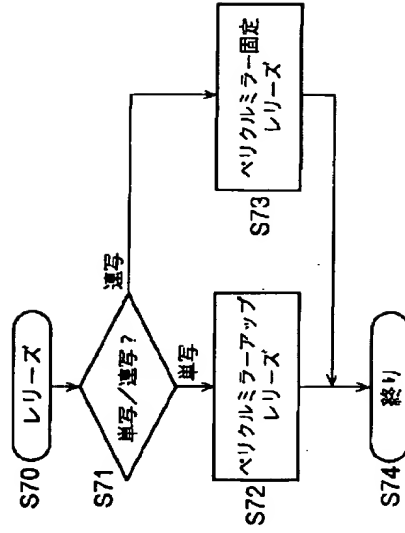 S70
レリーズ
S71
単写/連写?
連写
単写
S72
ペリクルミラーアップ
レリーズ
S73
ペリクルミラー固定
レリーズ
S74
終り